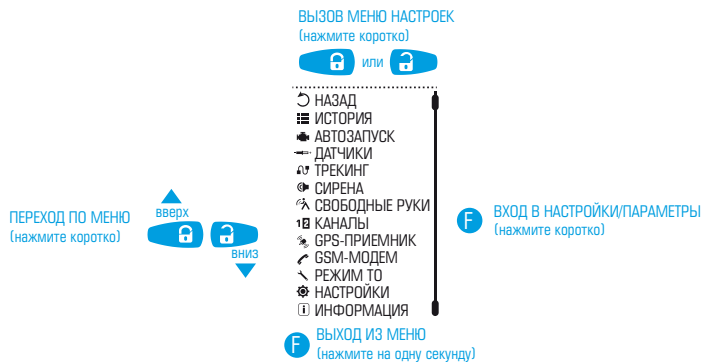 ВЫЗОВ МЕНЮ НАСТРОЕК
(нажмите коротко)
или
НАЗАД
ИСТОРИЯ
АВТОЗАПУСК
ДАТЧИКИ
ТРЕКИНГ
СИРЕНА
СВОБОДНЫЕ РУКИ
12 КАНАЛЫ
GPS-ПРИЕМНИК
GSM-МОДЕМ
РЕЖИМ ТО
НАСТРОЙКИ
i ИНФОРМАЦИЯ
ПЕРЕХОД ПО МЕНЮ
(нажмите коротко)
вверх
вниз
F ВХОД В НАСТРОЙКИ/ПАРАМЕТРЫ
(нажмите коротко)
F ВЫХОД ИЗ МЕНЮ
(нажмите на одну секунду)